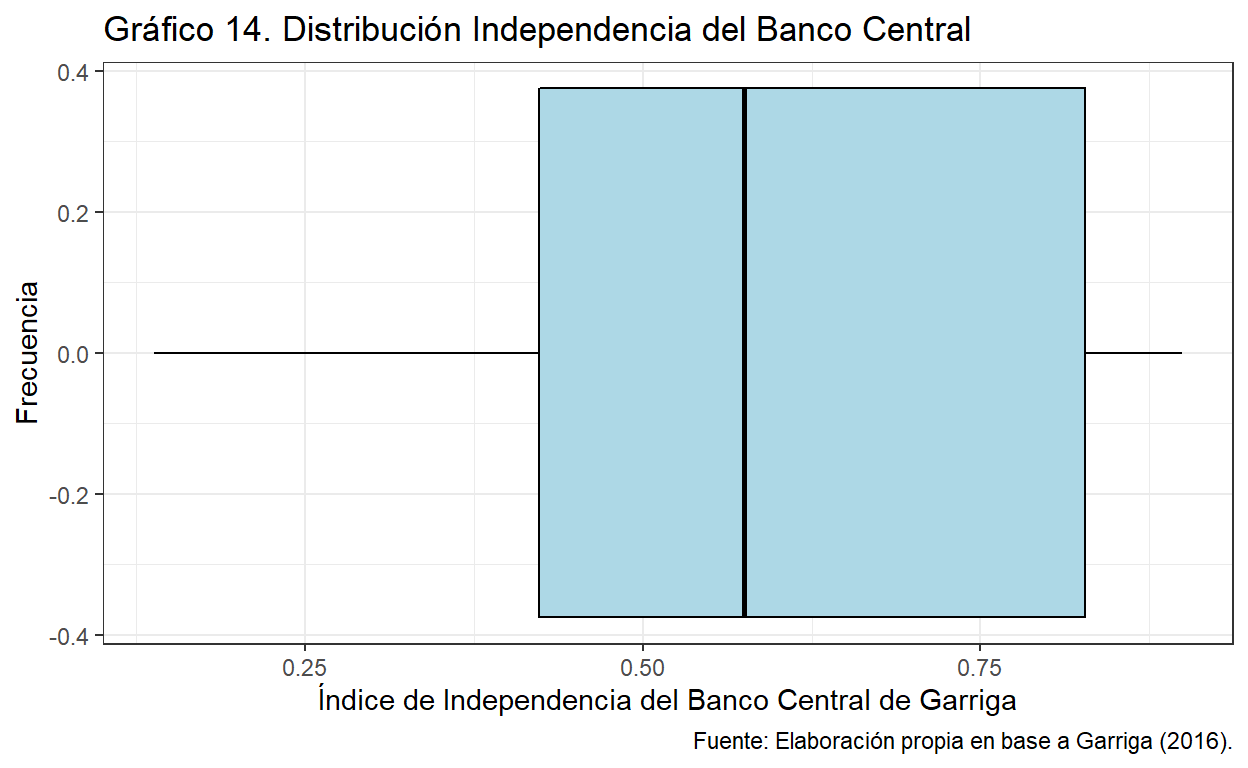 Gráfico 14. Distribución Independencia del Banco Central
0.4
0.2
0.0
-0.2
-0.4
Frecuencia
0.25 0.50 0.75
Índice de Independencia del Banco Central de Garriga
Fuente: Elaboración propia en base a Garriga (2016).